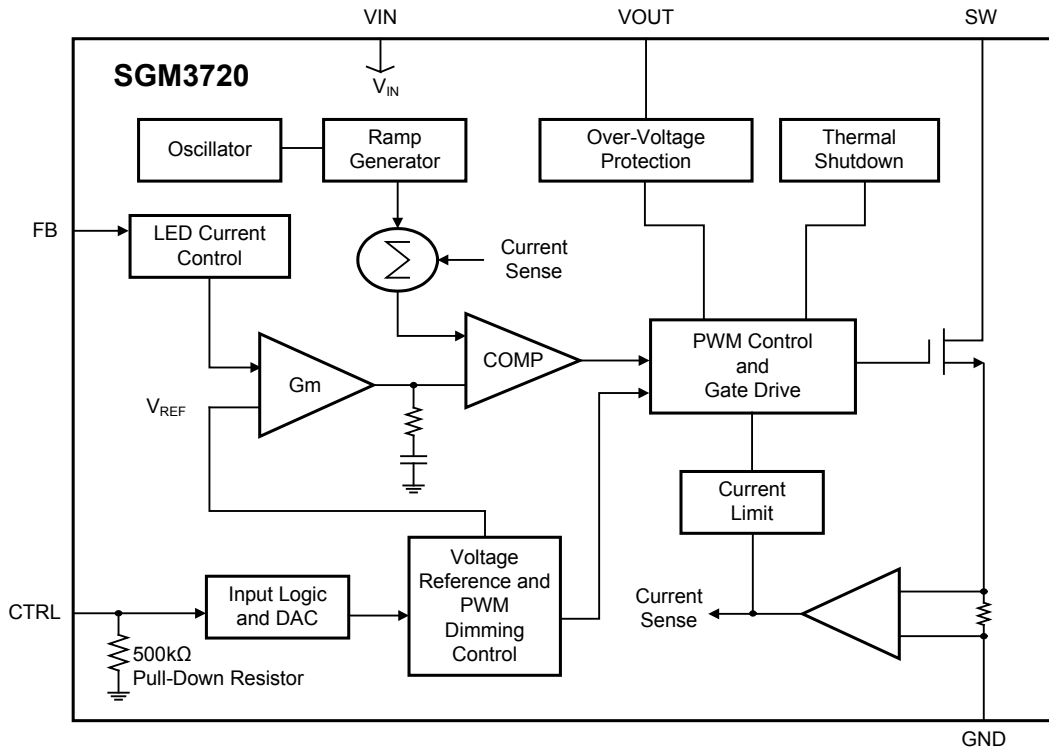 VIN
VOUT
SW
SGM3720
VIN
Oscillator
Ramp
Generator
Over-Voltage
Protection
Thermal
Shutdown
FB
LED Current
Control
Σ
Current
Sense
COMP
PWM Control
and
Gate Drive
Gm
VREF
Current
Limit
Voltage
Reference and
PWM
Dimming
Control
CTRL
Input Logic
and DAC
Current
Sense
500kΩ
Pull-Down Resistor
GND